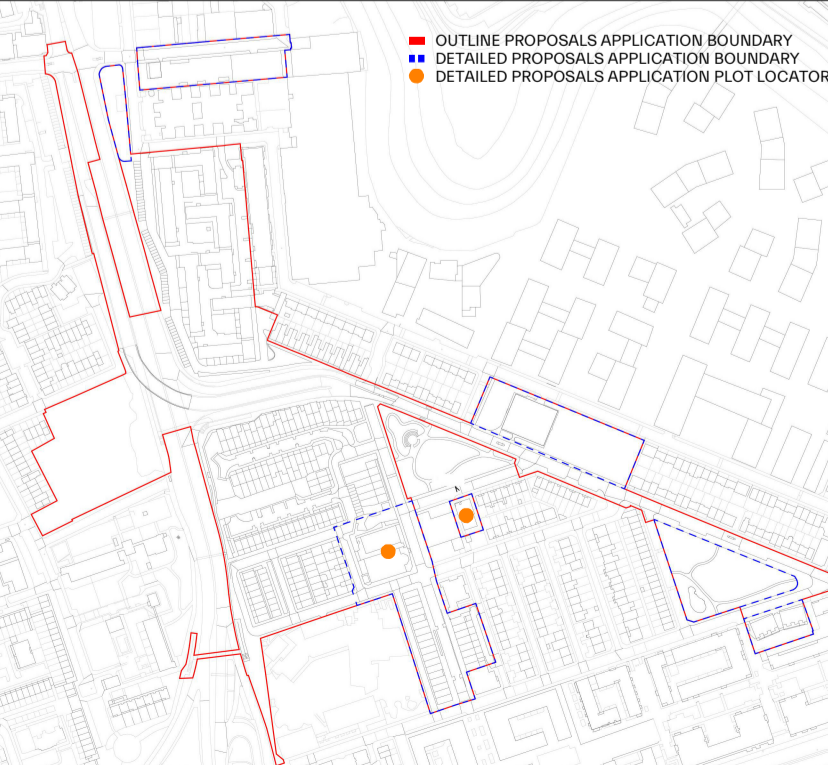 OUTLINE PROPOSALS APPLICATION BOUNDARY
DETAILED PROPOSALS APPLICATION BOUNDARY
DETAILED PROPOSALS APPLICATION PLOT LOCATOR